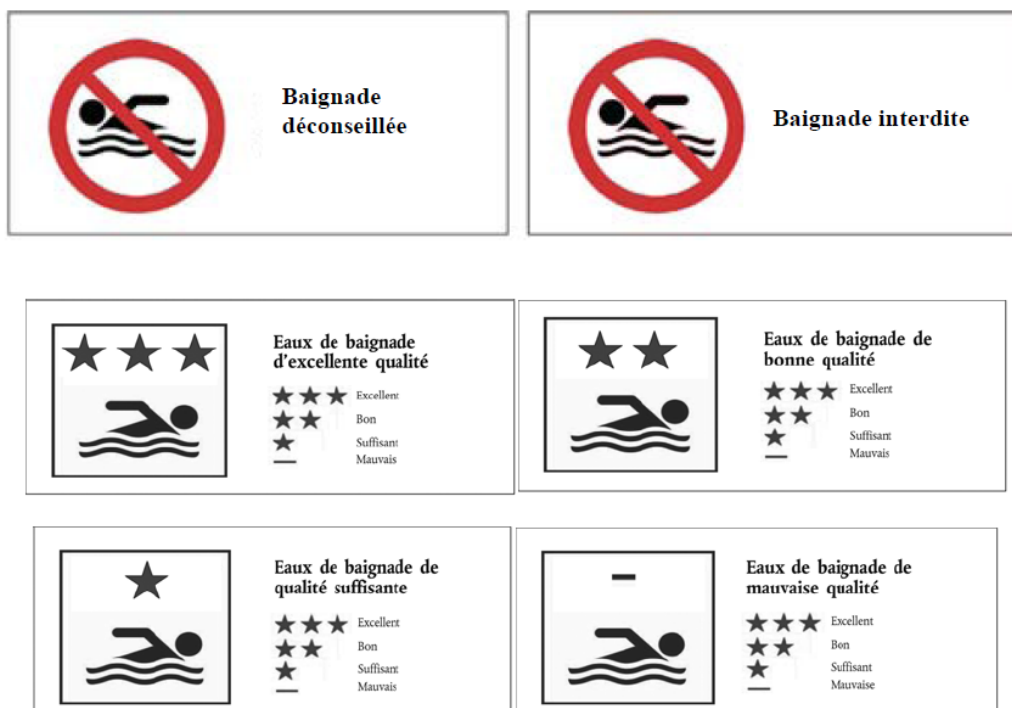 Baignade
déconseillée
Baignade interdite
Eaux de baignade
d'excellente qualité
Excellent
Bon
Suffisant
Mauvais
Eaux de baignade de
bonne qualité
Excellent
Bon
Suffisant
Mauvais
Eaux de baignade de
qualité suffisante
Excellent
Bon
Suffisant
Mauvais
Eaux de baignade de
mauvaise qualité
Excellent
Bon
Suffisant
Mauvaise